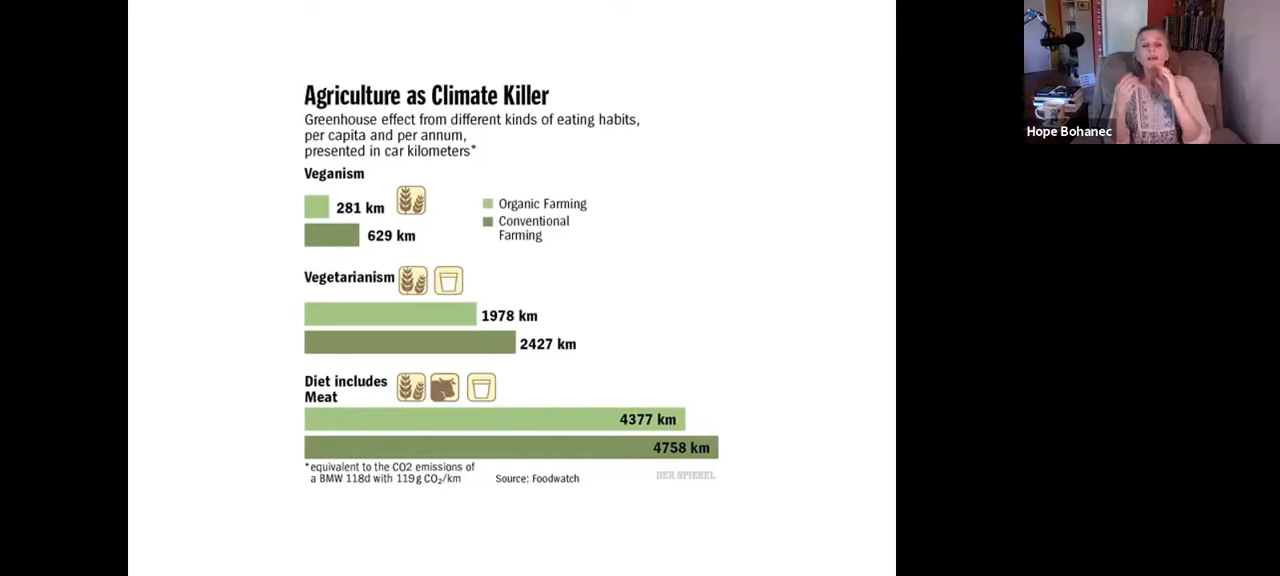 Agriculture as Climate Killer
Greenhouse effect from different kinds of eating habits,
per capita and per annum,
presented in car kilometers*
Veganism
281 km
629 km
Organic Farming
Conventional
Farming
Vegetarianism
1978 km
2427 km
Diet includes
Meat
4377 km
4758 km
*equivalent to the CO2 emissions of
a BMW 118d with 119 g CO₂/km
Source: Foodwatch
DER SPIEGEL
Hope Bohanec